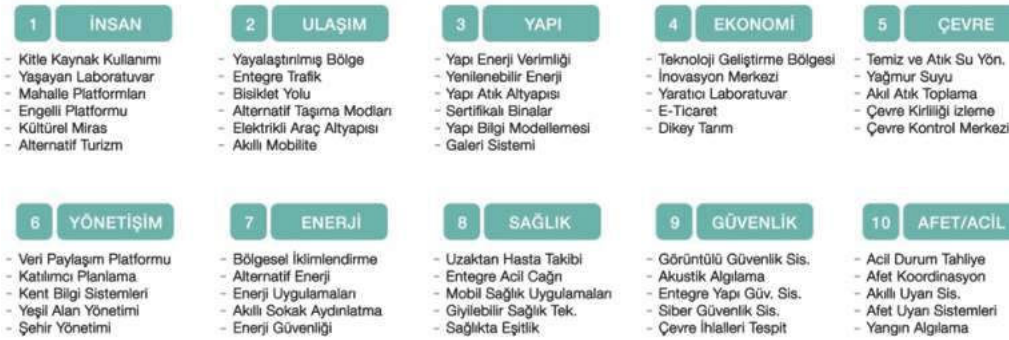 1 İNSAN
- Kitle Kaynak Kullanımı
- Yaşayan Laboratuvar
- Mahalle Platformları
- Engelli Platformu
- Kültürel Miras
- Alternatif Turizm
2 ULAŞIM
- Yayalaştırılmış Bölge
- Entegre Trafik
- Bisiklet Yolu
- Alternatif Taşıma Modları
- Elektrikli Araç Altyapısı
- Akıllı Mobilite
3 YAPI
- Yapı Enerji Verimliği
- Yenilenebilir Enerji
- Yapı Atık Altyapısı
- Sertifikalı Binalar
- Yapı Bilgi Modellemesi
- Galeri Sistemi
4 EKONOMİ
- Teknoloji Geliştirme Bölgesi
- İnovasyon Merkezi
- Yaratıcı Laboratuvar
- E-Ticaret
- Dikey Tarım
5 ÇEVRE
- Temiz ve Atık Su Yön.
- Yağmur Suyu
- Akıl Atık Toplama
- Çevre Kirliliği izleme
- Çevre Kontrol Merkezi
6 YÖNETİŞİM
- Veri Paylaşım Platformu
- Katılımcı Planlama
- Kent Bilgi Sistemleri
- Yeşil Alan Yönetimi
- Şehir Yönetimi
7 ENERJİ
- Bölgesel İklimlendirme
- Alternatif Enerji
- Enerji Uygulamaları
- Akıllı Sokak Aydınlatma
- Enerji Güvenliği
8 SAĞLIK
- Uzaktan Hasta Takibi
- Entegre Acil Çağrı
- Mobil Sağlık Uygulamaları
- Giyilebilir Sağlık Tek.
- Sağlıkta Eşitlik
9 GÜVENLİK
- Görüntülü Güvenlik Sis.
- Akustik Algılama
- Entegre Yapı Güv. Sis.
- Siber Güvenlik Sis.
- Çevre İhlalleri Tespit
10 AFET/ACİL
- Acil Durum Tahliye
- Afet Koordinasyon
- Akıllı Uyarı Sis.
- Afet Uyarı Sistemleri
- Yangın Algılama